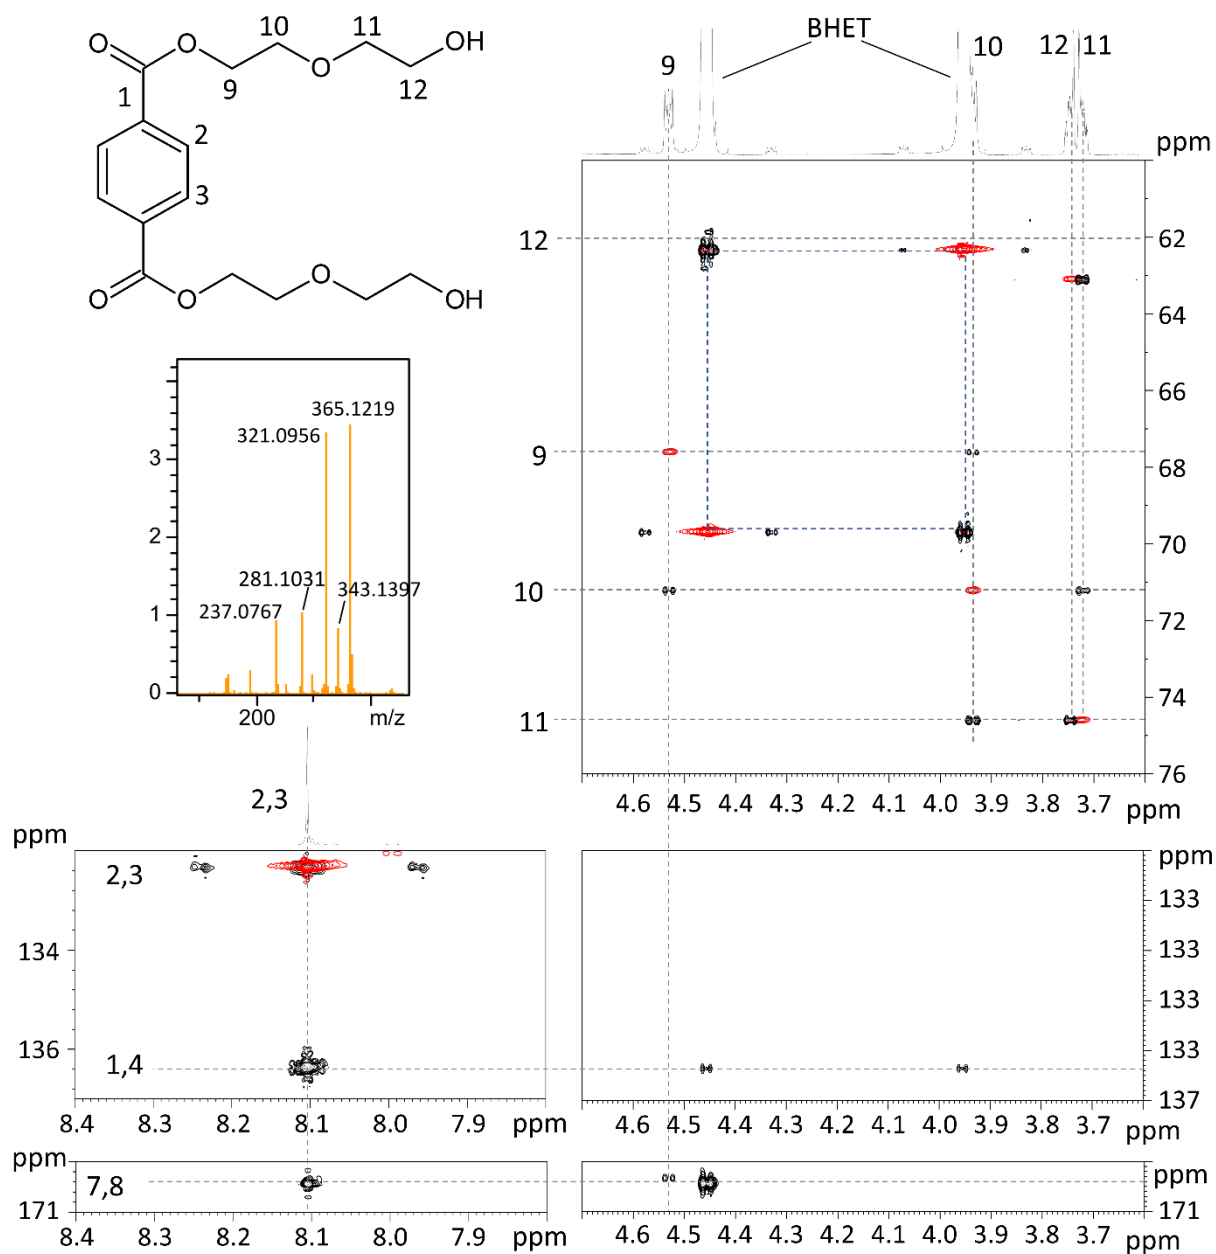 10 11 OH
O O O
9 12
1
2
3
O O O OH
BHET
9 10 12 11
ppm
12 62
64
66
9 68
70
10 72
74
11
76
4.6 4.5 4.4 4.3 4.2 4.1 4.0 3.9 3.8 3.7 ppm
365.1219
321.0956
3
2
281.1031
343.1397
1 237.0767
0
200 m/z
2,3
ppm
2,3
134
136 1,4
8.4 8.3 8.2 8.1 8.0 7.9 ppm
ppm
133
133
133
133
137
4.6 4.5 4.4 4.3 4.2 4.1 4.0 3.9 3.8 3.7 ppm
ppm
7,8
171
8.4 8.3 8.2 8.1 8.0 7.9 ppm
ppm
171
4.6 4.5 4.4 4.3 4.2 4.1 4.0 3.9 3.8 3.7 ppm